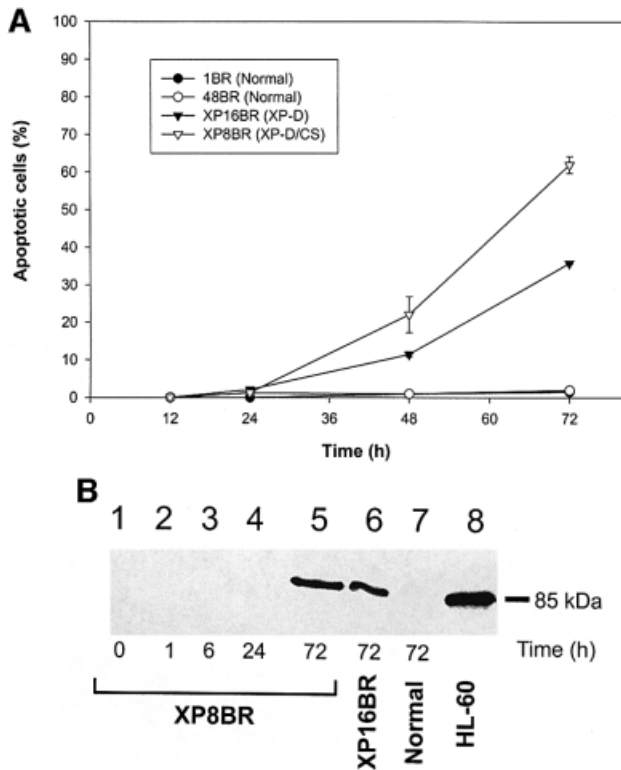 A
100
90
80
70
60
50
40
30
20
10
0
Apoptotic cells (%)
1BR (Normal)
48BR (Normal)
XP16BR (XP-D)
XP8BR (XP-D/CS)
0 12 24 36 48 60 72
Time (h)
B
1 2 3 4 5 6 7 8
85 kDa
0 1 6 24 72 72 72 Time (h)
XP8BR
XP16BR
Normal
HL-60